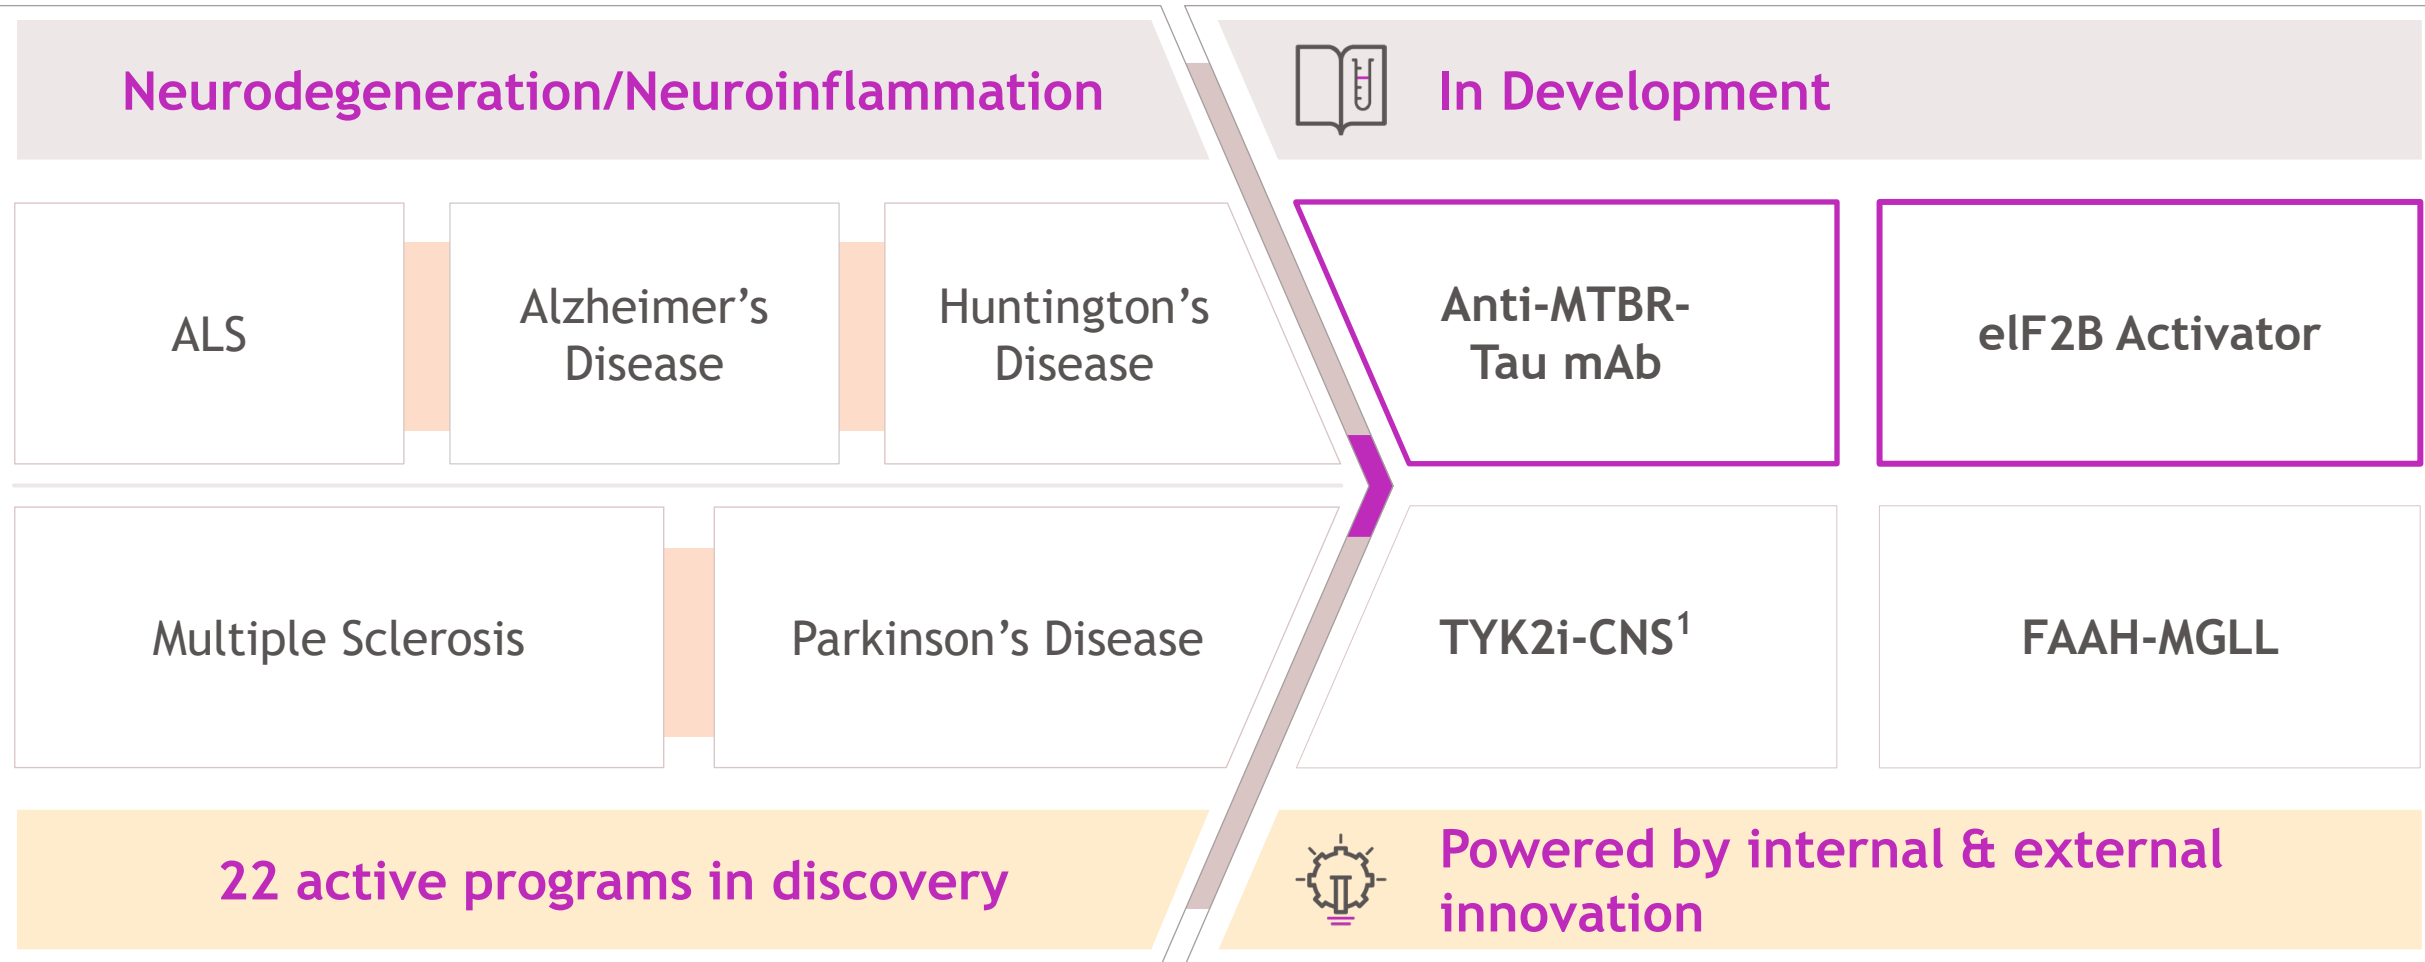 Neurodegeneration/Neuroinflammation
In Development
ALS
Alzheimer’s
Disease
Huntington’s
Disease
Anti-MTBR-
Tau mAb
elF2B Activator
Multiple Sclerosis
Parkinson’s Disease
TYK2i-CNS¹
FAAH-MGLL
22 active programs in discovery
Powered by internal & external
innovation